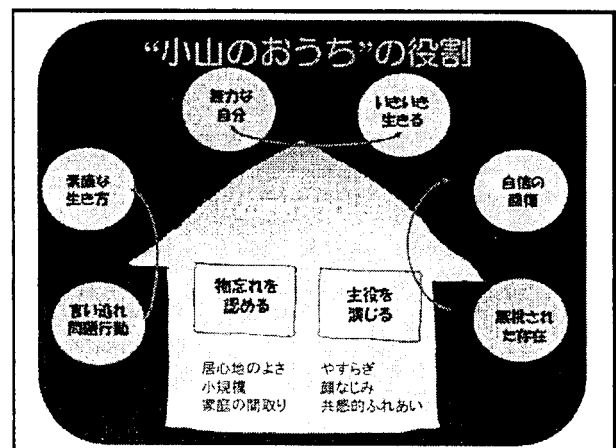 “小山のおうち”の役割
無力な
自分
いきいき
生きる
素直な
生き方
自信の
回復
物忘れを
認める
主役を
演じる
言い逃れ
問題行動
無視され
た存在
居心地のよさ
小規模
家庭の間取り
やすらぎ
顔なじみ
共感的ふれあい